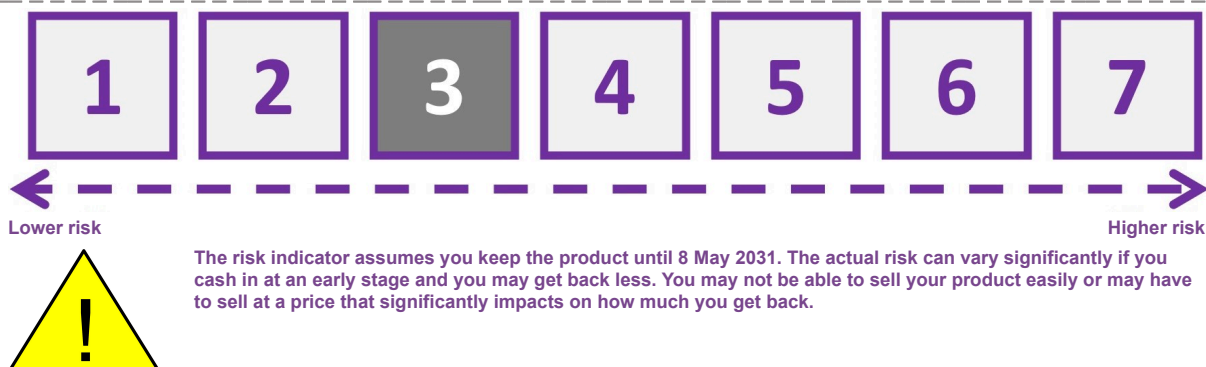 1 2 3 4 5 6 7
Lower risk Higher risk
The risk indicator assumes you keep the product until 8 May 2031. The actual risk can vary significantly if you
cash in at an early stage and you may get back less. You may not be able to sell your product easily or may have
to sell at a price that significantly impacts on how much you get back.
!